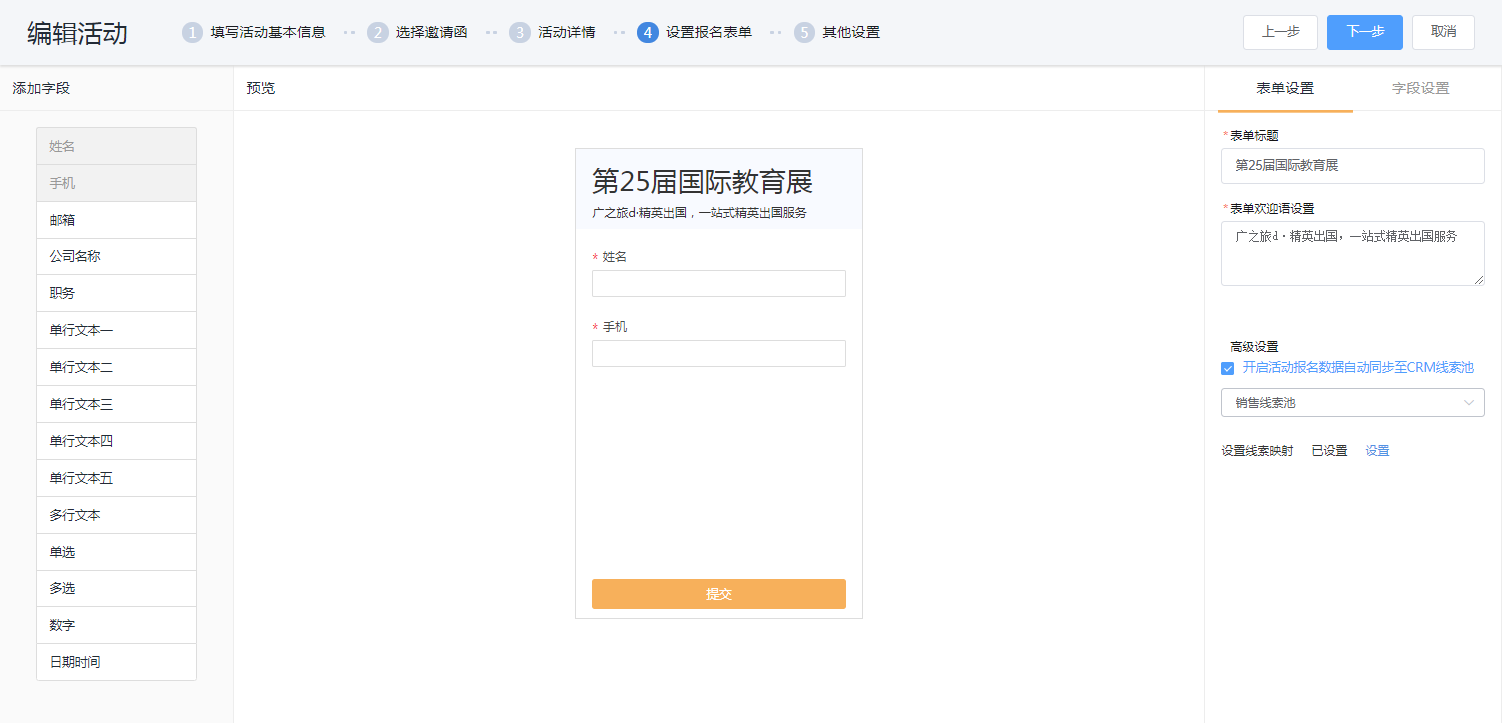 编辑活动
1 填写活动基本信息
2 选择邀请函
3 活动详情
4 设置报名表单
5 其他设置
上一步
下一步
取消
添加字段
姓名
手机
邮箱
公司名称
职务
单行文本一
单行文本二
单行文本三
单行文本四
单行文本五
多行文本
单选
多选
数字
日期时间
预览
第25届国际教育展
广之旅d·精英出国，一站式精英出国服务
* 姓名
* 手机
提交
表单设置
字段设置
*表单标题
第25届国际教育展
*表单欢迎语设置
广之旅d·精英出国，一站式精英出国服务
高级设置
开启活动报名数据自动同步至CRM线索池
销售线索池
设置线索映射 已设置 设置